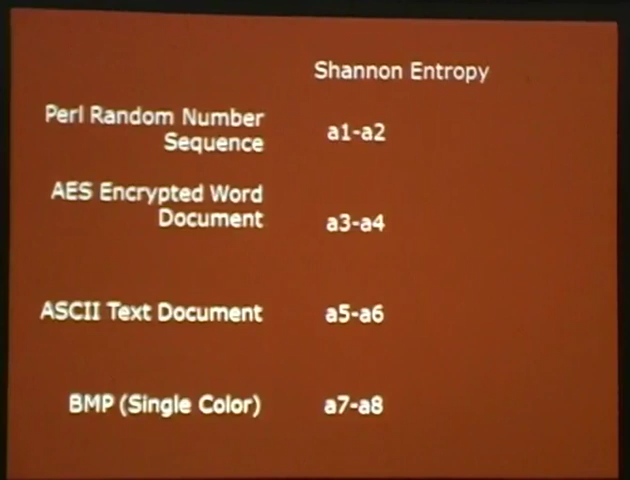 Shannon Entropy
Perl Random Number
Sequence
a1-a2
AES Encrypted Word
Document
a3-a4
ASCII Text Document
a5-a6
BMP (Single Color)
a7-a8